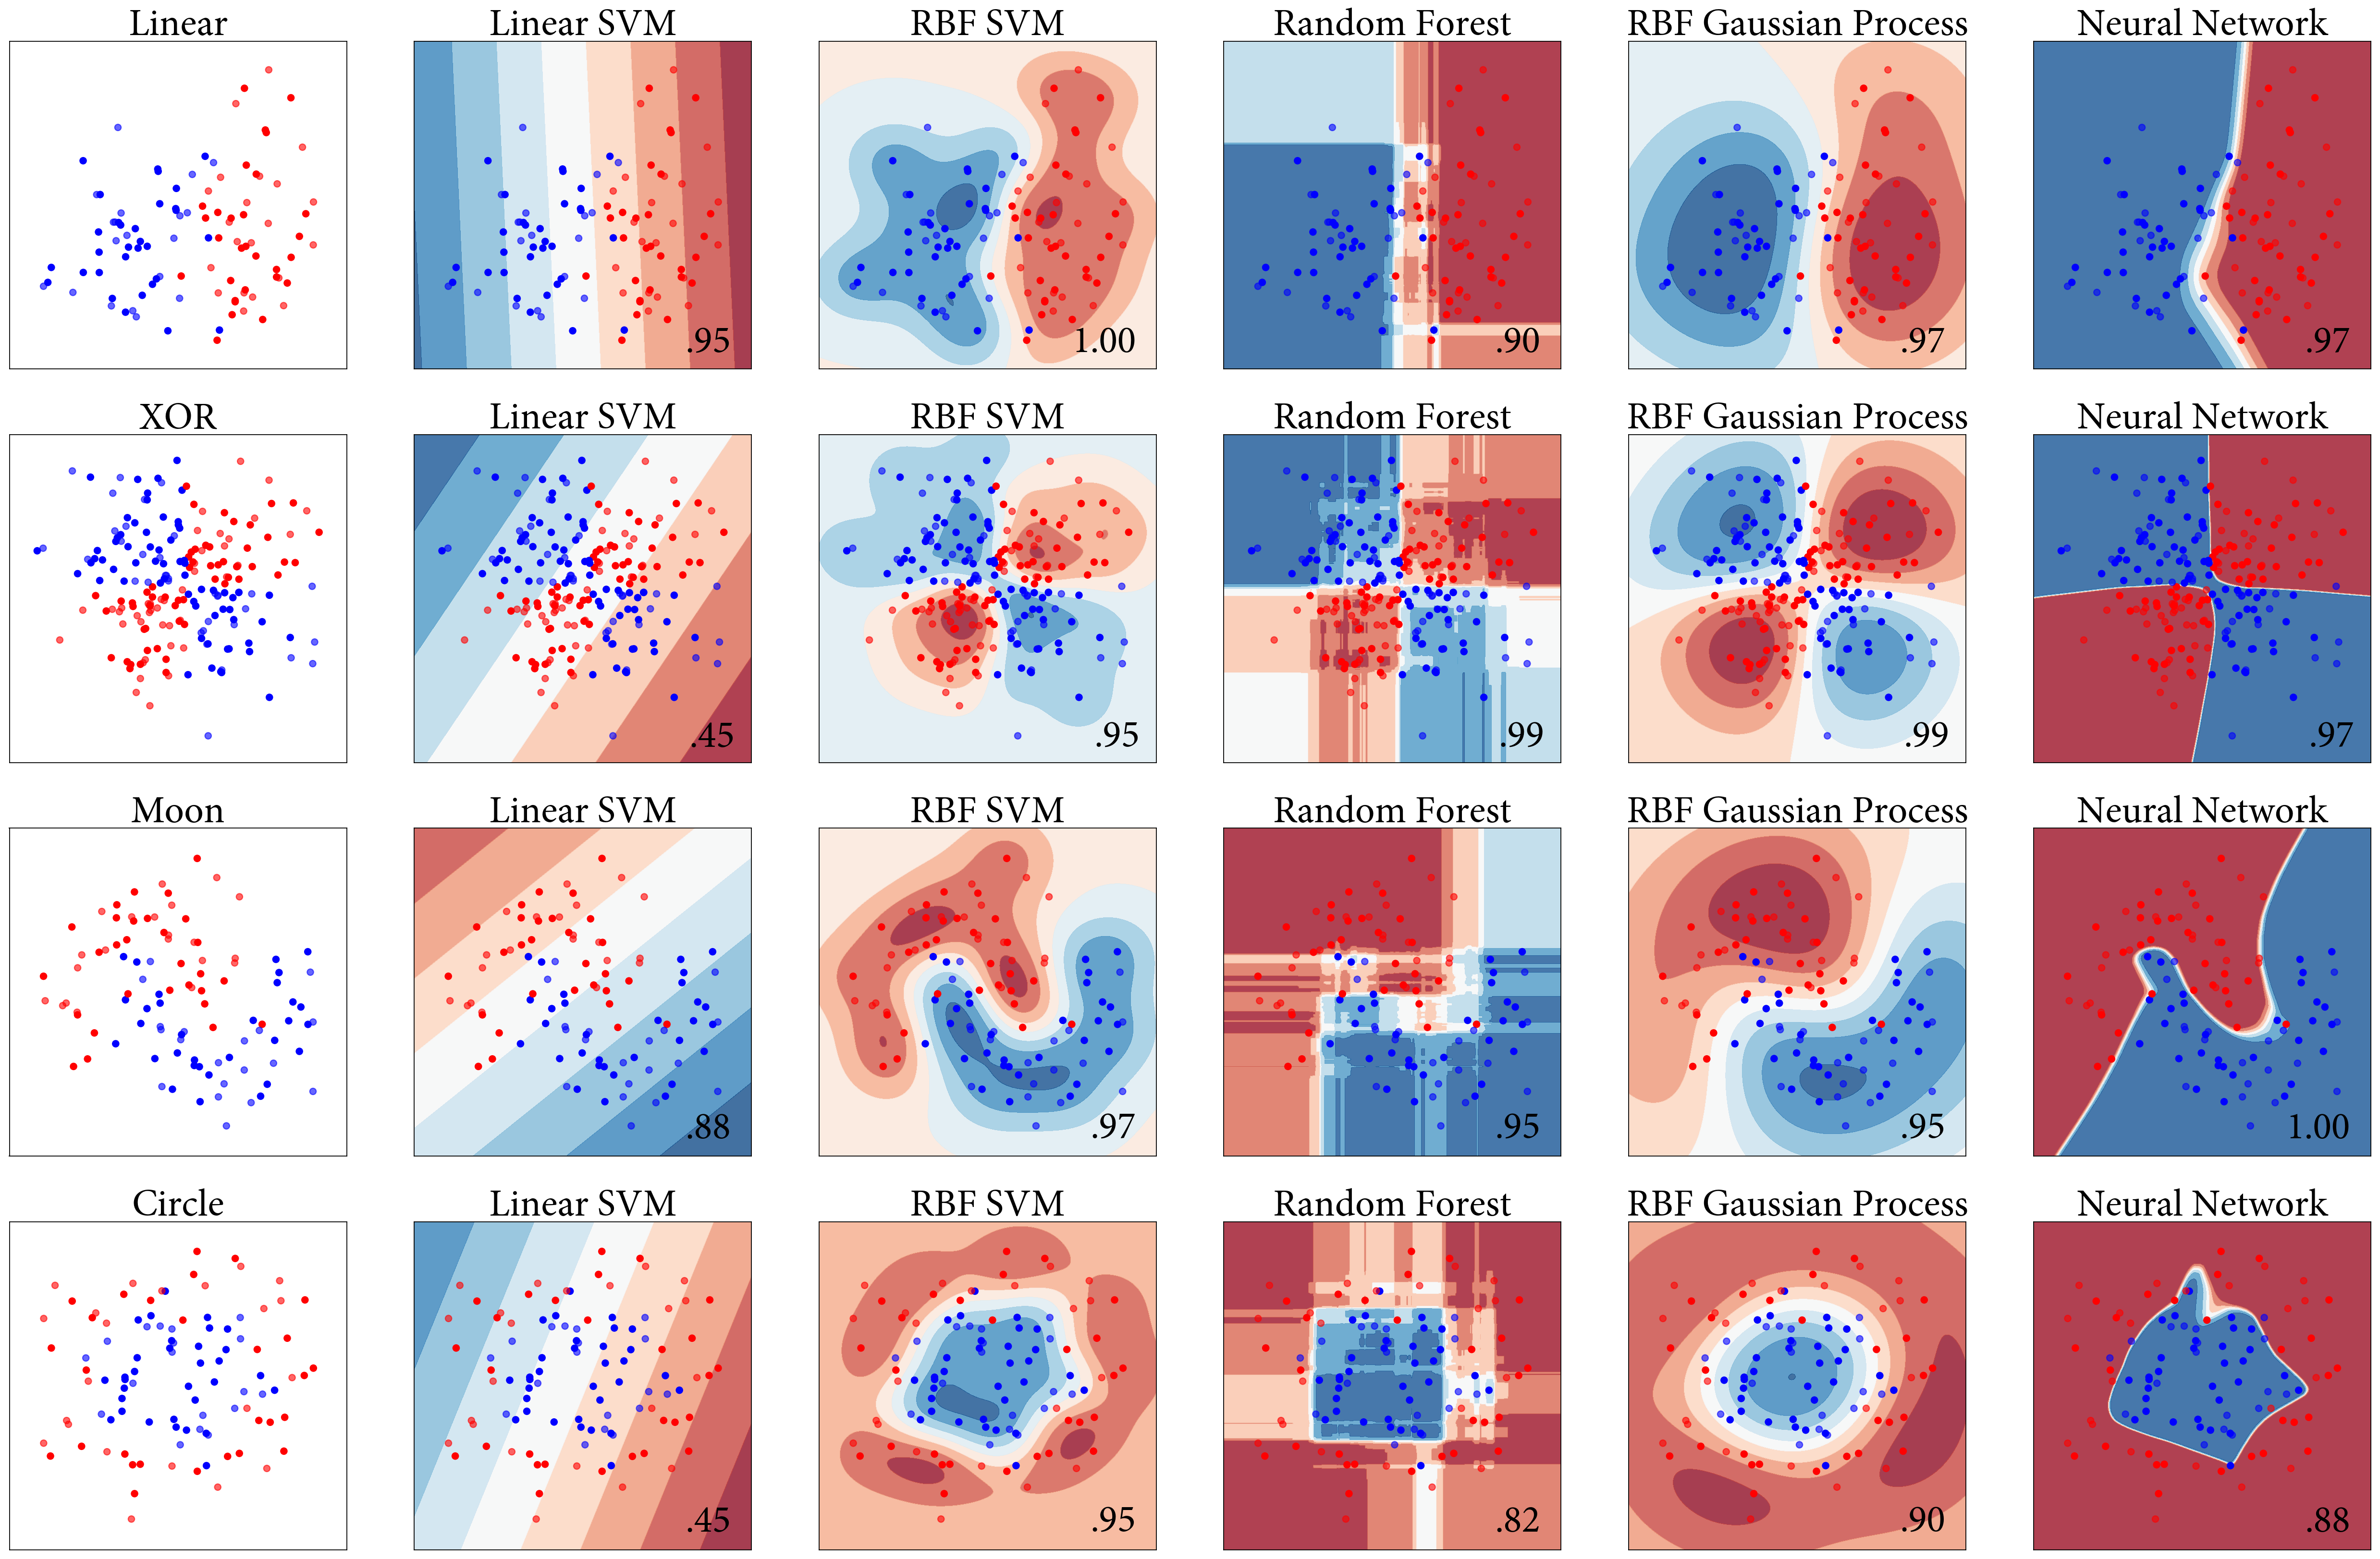 Linear Linear SVM RBF SVM Random Forest RBF Gaussian Process Neural Network
.95 1.00 .90 .97 .97
XOR Linear SVM RBF SVM Random Forest RBF Gaussian Process Neural Network
.45 .95 .99 .99 .97
Moon Linear SVM RBF SVM Random Forest RBF Gaussian Process Neural Network
.88 .97 .95 .95 1.00
Circle Linear SVM RBF SVM Random Forest RBF Gaussian Process Neural Network
.45 .95 .82 .90 .88